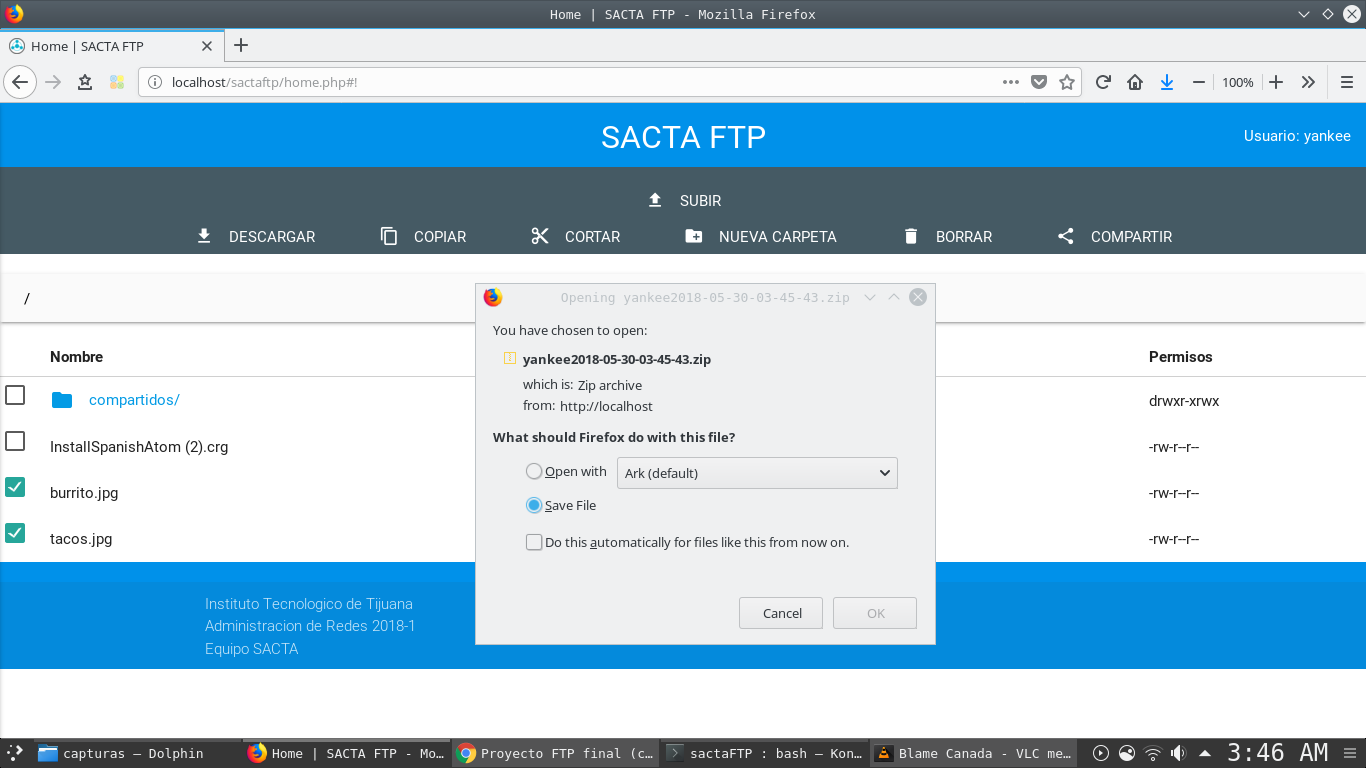 Home | SACTA FTP - Mozilla Firefox
Home | SACTA FTP
localhost/sactaftp/home.php#!
100%
SACTA FTP
Usuario: yankee
SUBIR
DESCARGAR
COPIAR
CORTAR
NUEVA CARPETA
BORRAR
COMPARTIR
/
Nombre
Permisos
compartidos/
drwxr-xrwx
InstallSpanishAtom (2).crg
-rw-r--r--
burrito.jpg
-rw-r--r--
tacos.jpg
-rw-r--r--
Opening yankee2018-05-30-03-45-43.zip
You have chosen to open:
yankee2018-05-30-03-45-43.zip
which is: Zip archive
from: http://localhost
What should Firefox do with this file?
Open with
Ark (default)
Save File
Do this automatically for files like this from now on.
Cancel
OK
Instituto Tecnologico de Tijuana
Administracion de Redes 2018-1
Equipo SACTA
capturas — Dolphin
Home | SACTA FTP - Mo...
Proyecto FTP final (c...
sactaFTP : bash — Kon...
Blame Canada - VLC me...
3:46 AM